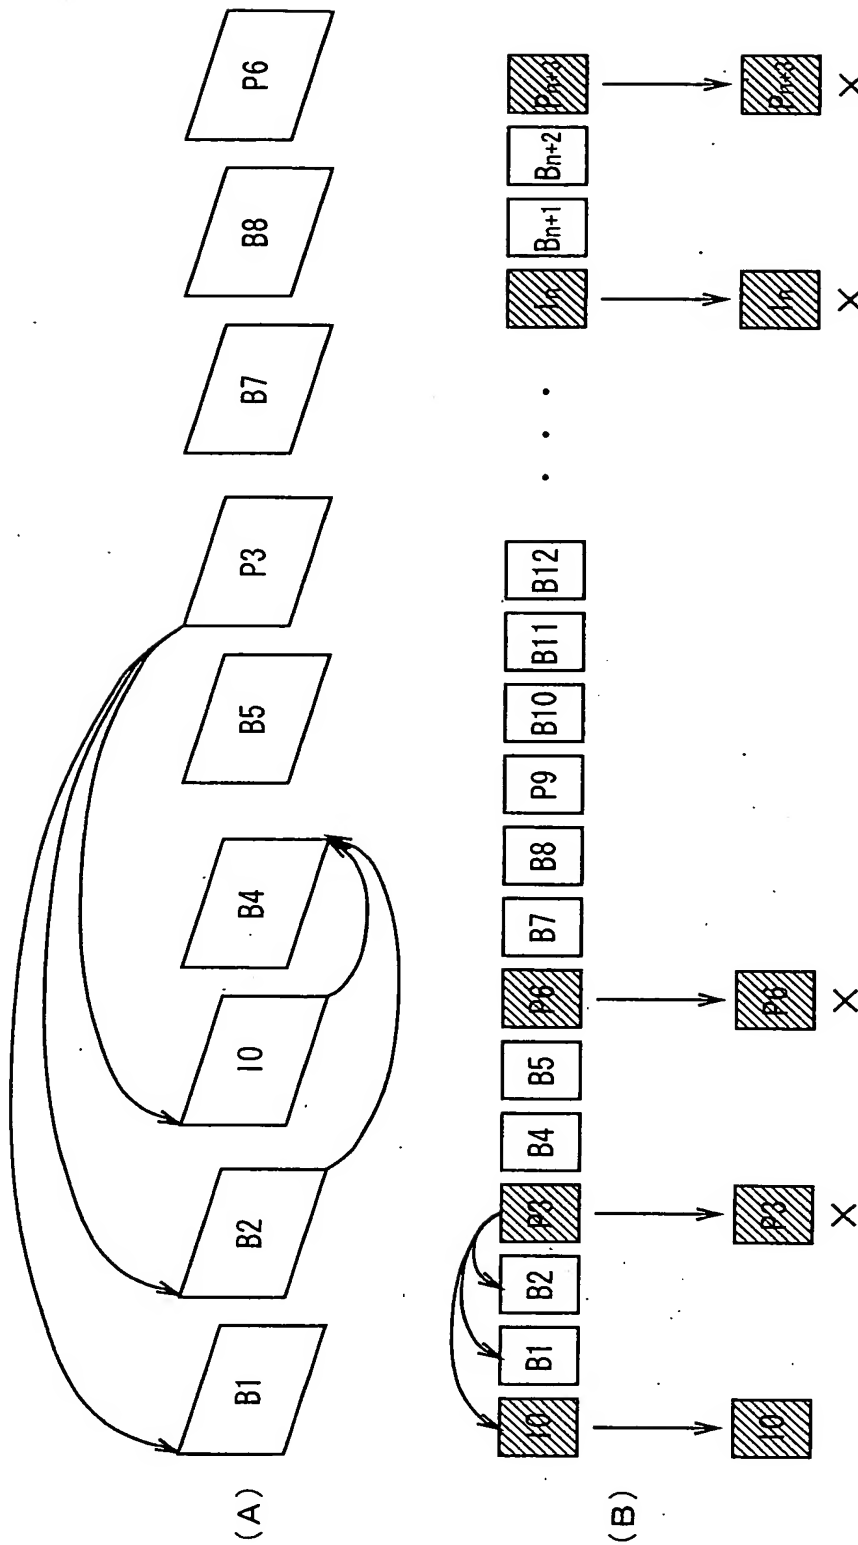 (A)
B1 B2 I0 B4 B5 P3 B7 B8 P6
(B)
I0 B1 B2 P3 B4 B5 P6 B7 B8 P9 B10 B11 B12 ・・・ In Bn+1 Bn+2 Pn+3
I0 P3 P6 In Pn+3
× × × ×